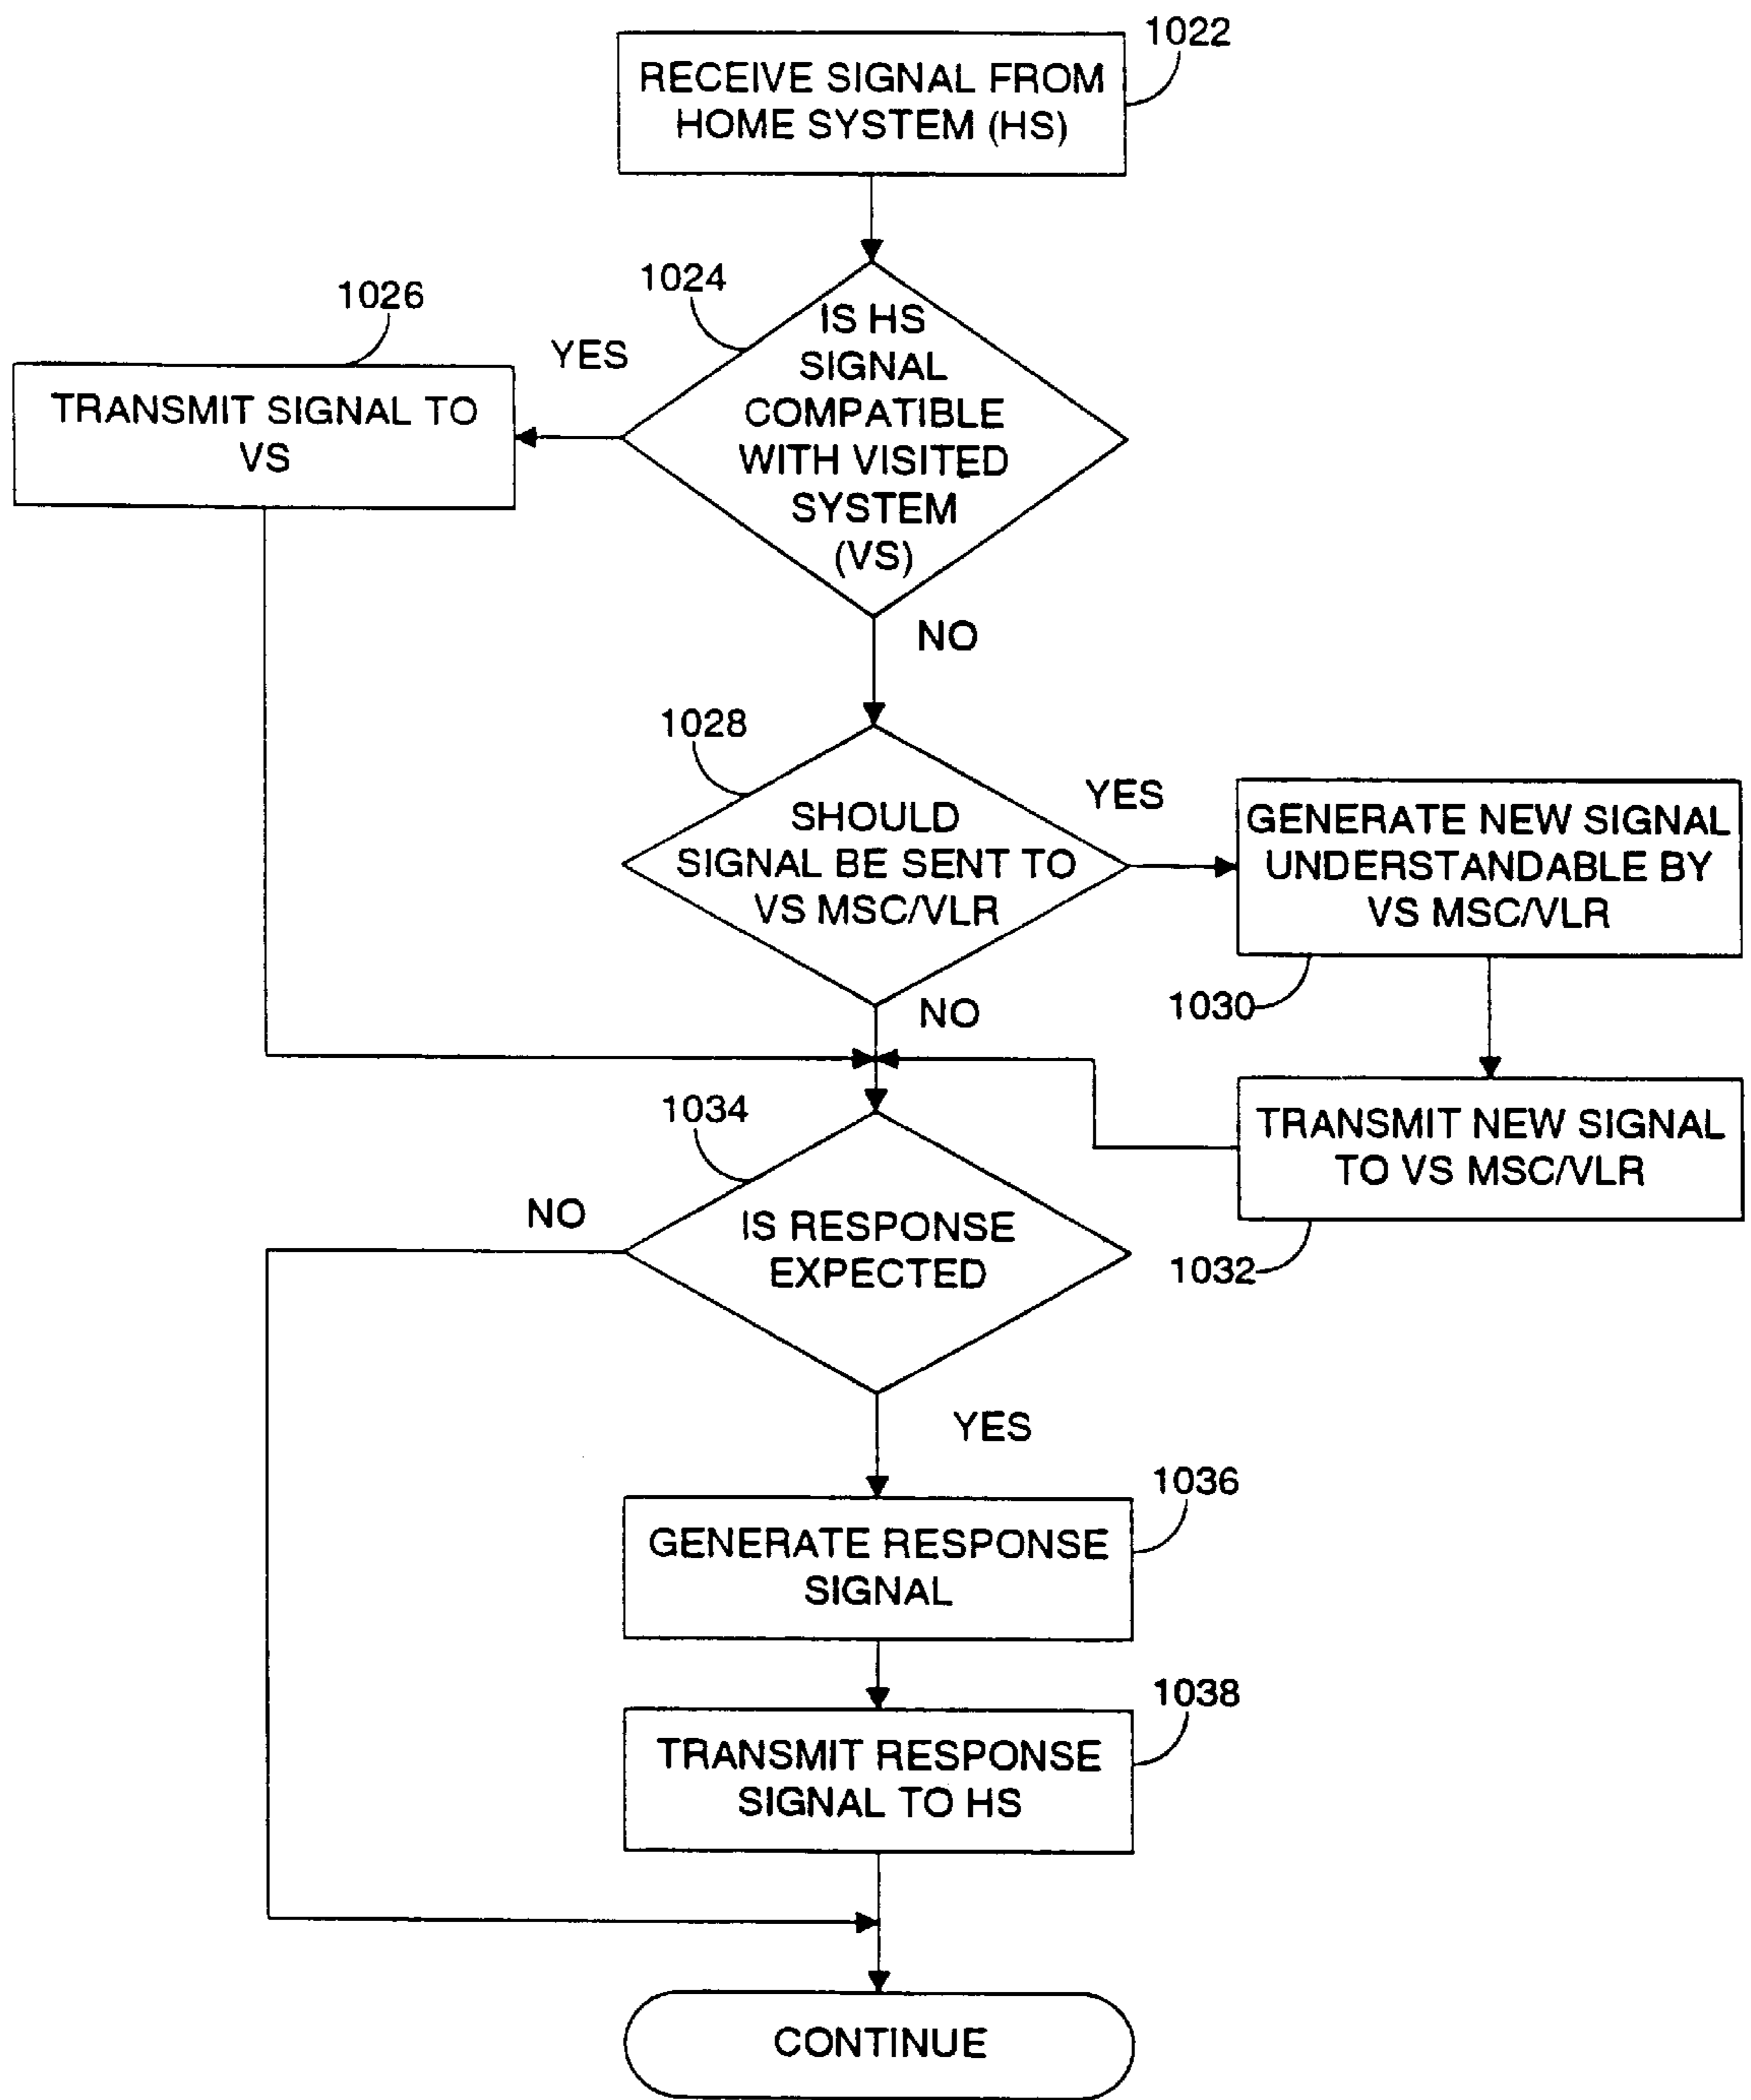 1022
RECEIVE SIGNAL FROM
HOME SYSTEM (HS)
1024
IS HS
SIGNAL
COMPATIBLE
WITH VISITED
SYSTEM
(VS)
YES
1026
TRANSMIT SIGNAL TO
VS
NO
1028
SHOULD
SIGNAL BE SENT TO
VS MSC/VLR
YES
GENERATE NEW SIGNAL
UNDERSTANDABLE BY
VS MSC/VLR
1030
NO
TRANSMIT NEW SIGNAL
TO VS MSC/VLR
1032
1034
IS RESPONSE
EXPECTED
NO
YES
1036
GENERATE RESPONSE
SIGNAL
1038
TRANSMIT RESPONSE
SIGNAL TO HS
CONTINUE